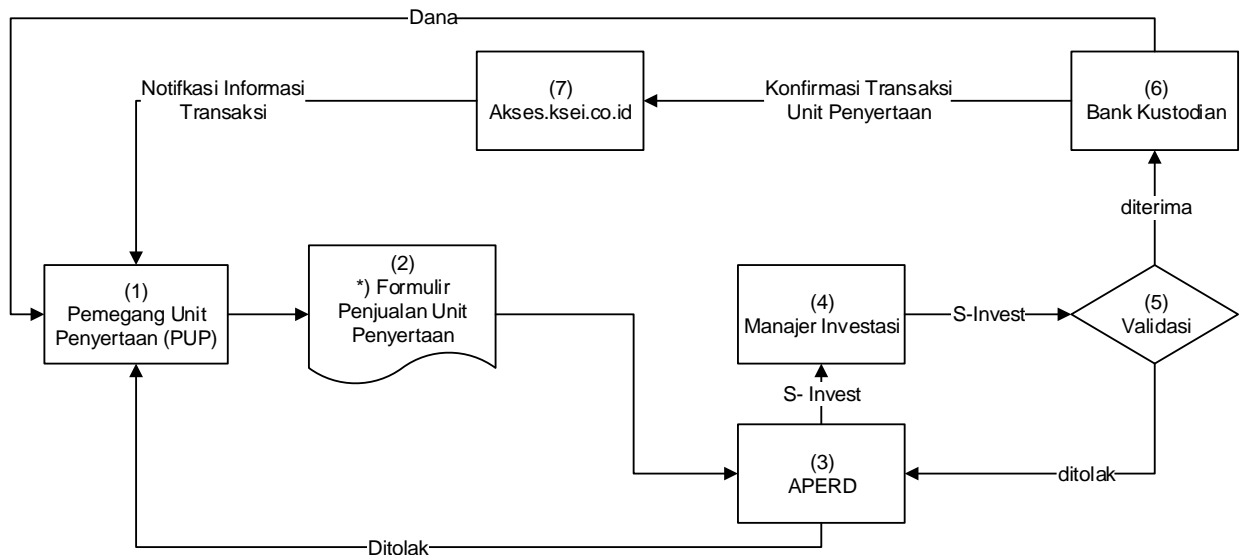 Dana
Notifkasi Informasi
Transaksi
(7)
Akses.ksei.co.id
Konfirmasi Transaksi
Unit Penyertaan
(6)
Bank Kustodian
diterima
(1)
Pemegang Unit
Penyertaan (PUP)
(2)
*) Formulir
Penjualan Unit
Penyertaan
(4)
Manajer Investasi
S-Invest
(5)
Validasi
S- Invest
(3)
APERD
ditolak
Ditolak